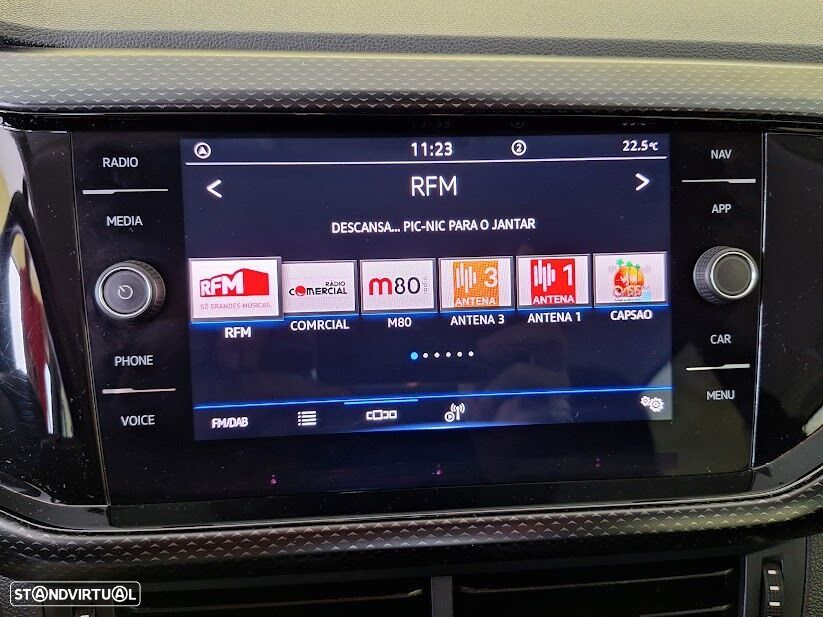 RADIO
MEDIA
PHONE
VOICE
11:23
2
22.5°C
RFM
DESCANSA... PIC-NIC PARA O JANTAR
RFM
SÓ GRANDES MÚSICAS.
RÁDIO
COMERCIAL
m80
radio
3
ANTENA
1
ANTENA
RFM
COMRCIAL
M80
ANTENA 3
ANTENA 1
CAPSAO
FM/DAB
NAV
APP
CAR
MENU
STANDVIRTUAL